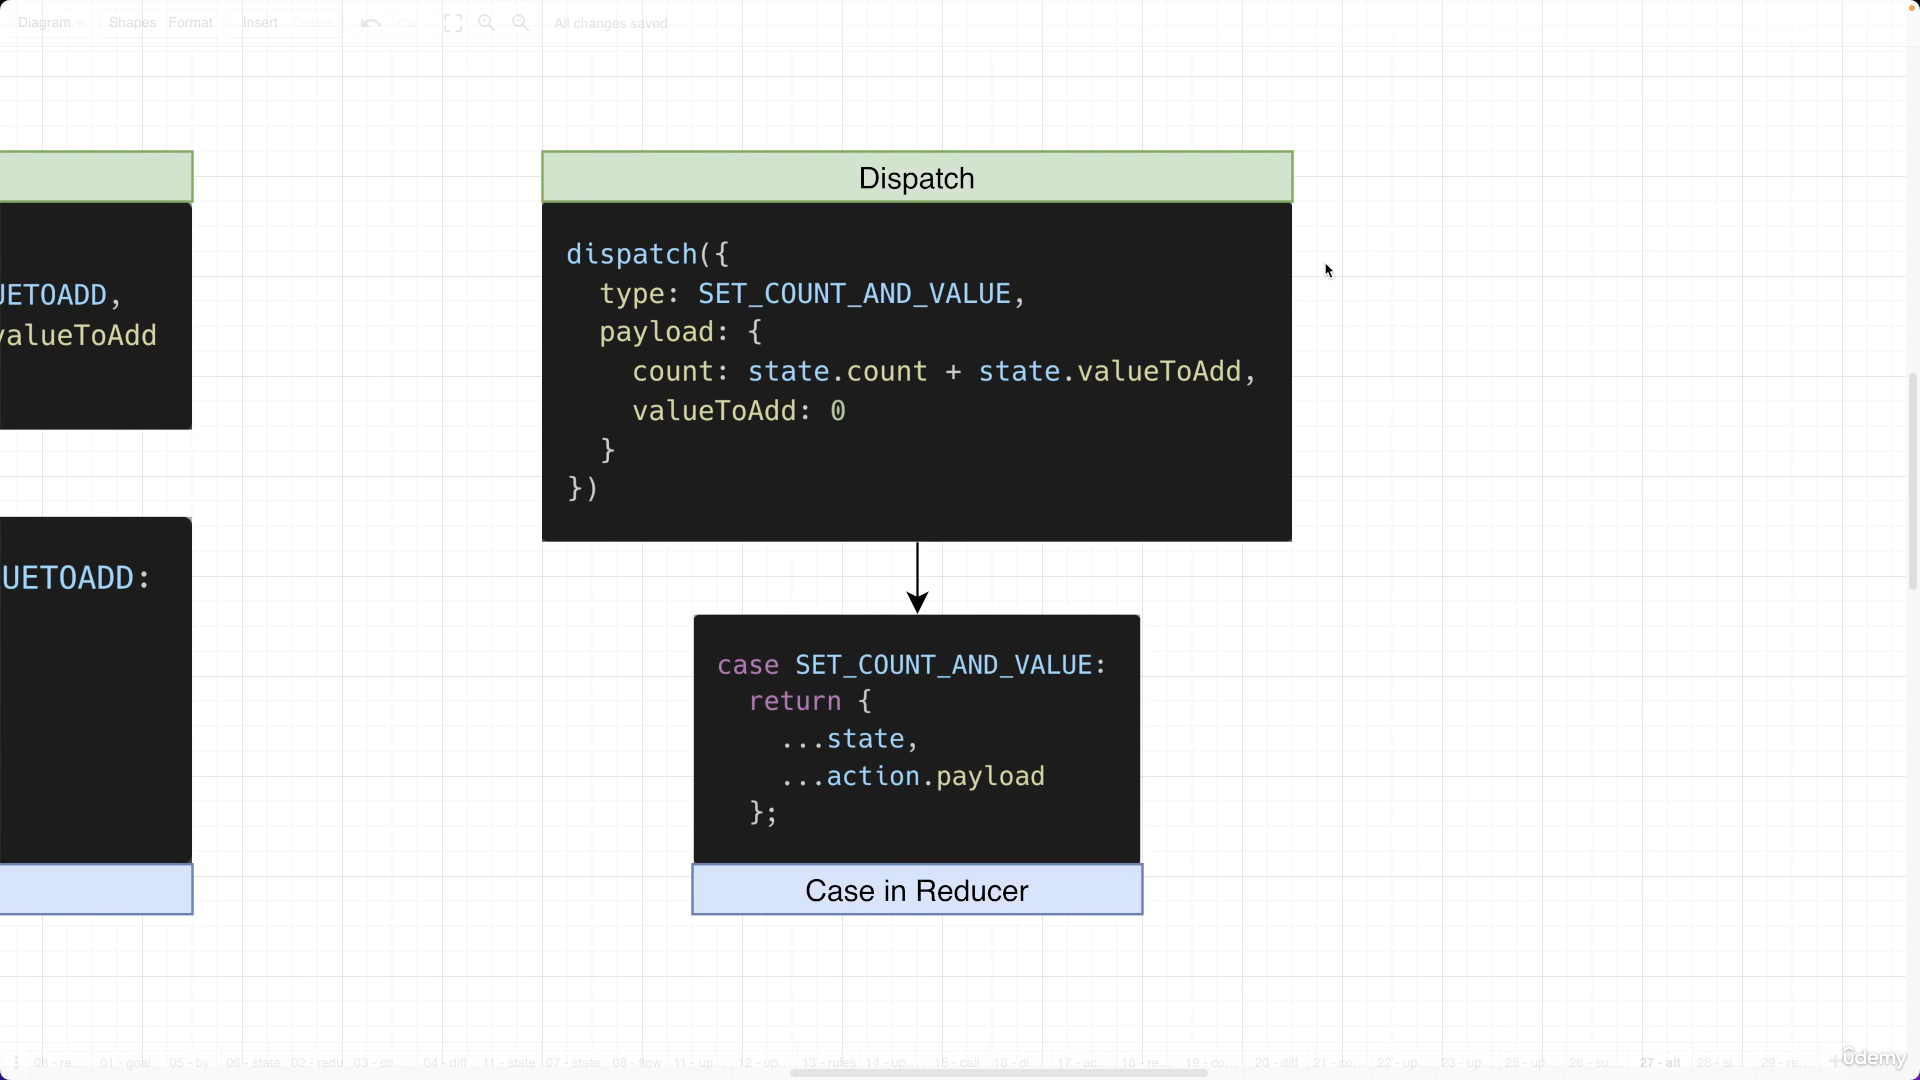 Diagram Shapes Format Insert Delete All changes saved
Dispatch
dispatch({
type: SET_COUNT_AND_VALUE,
payload: {
count: state.count + state.valueToAdd,
valueToAdd: 0
}
})
UETOADD,
valueToAdd
UETOADD:
case SET_COUNT_AND_VALUE:
return {
...state,
...action.payload
};
Case in Reducer
08 - re... 01 - goal 05 - by 06 - state 02 - redu 03 - co... 04 - diff 11 - state 07 - state 08 - flow 11 - up... 12 - up... 13 - rules 14 - up... 15 - call 16 - di... 17 - ac... 18 - re... 19 - co... 20 - diff 21 - co... 22 - up... 23 - up... 25 - up... 26 - su... 27 - alt 28 - si... 29 - re...
ûdemy